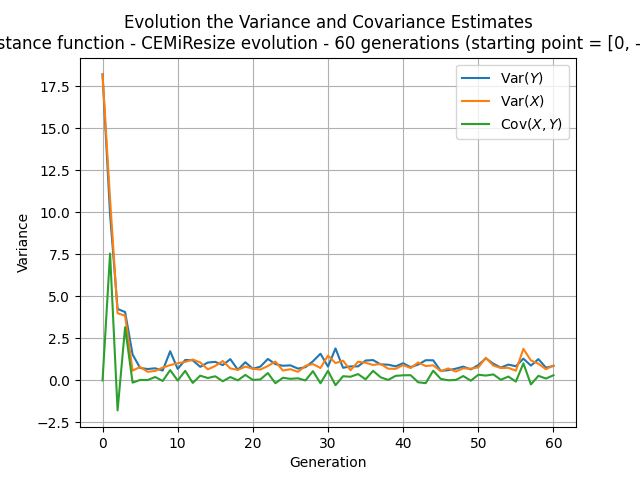 Evolution the Variance and Covariance Estimates
stance function - CEMiResize evolution - 60 generations (starting point = [0, -
Var(Y)
Var(X)
Cov(X, Y)
17.5
15.0
12.5
10.0
7.5
5.0
2.5
0.0
−2.5
Variance
0 10 20 30 40 50 60
Generation